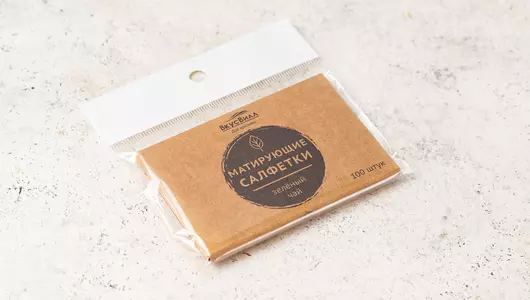 ВкусВилл
МАТИРУЮЩИЕ
САЛФЕТКИ
зелёный
чай
100 штук